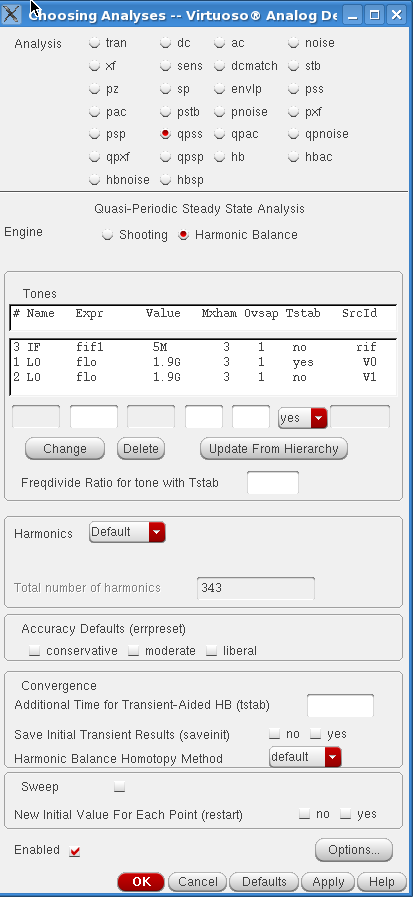 Choosing Analyses -- Virtuoso® Analog De
Analysis
tran dc ac noise
xf sens dcmatch stb
pz sp envlp pss
pac pstb pnoise pxf
psp qpss qpac qpnoise
qpxf qpsp hb hbac
hbnoise hbsp
Quasi-Periodic Steady State Analysis
Engine Shooting Harmonic Balance
Tones
# Name Expr Value Mxham Ovsap Tstab SrcId
3 IF fif1 5M 3 1 no rif
1 LO flo 1.9G 3 1 yes V0
2 LO flo 1.9G 3 1 no V1
yes
Change Delete Update From Hierarchy
Freqdivide Ratio for tone with Tstab
Harmonics Default
Total number of harmonics 343
Accuracy Defaults (errpreset)
conservative moderate liberal
Convergence
Additional Time for Transient-Aided HB (tstab)
Save Initial Transient Results (saveinit) no yes
Harmonic Balance Homotopy Method default
Sweep
New Initial Value For Each Point (restart) no yes
Enabled Options...
OK Cancel Defaults Apply Help